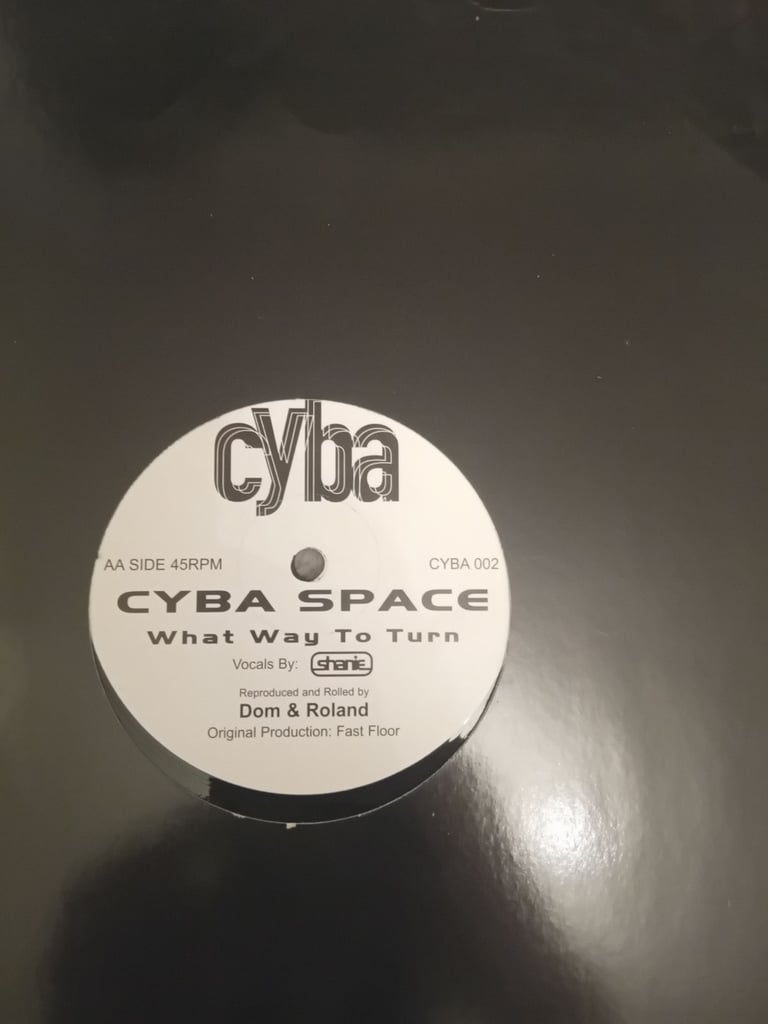 cyba
AA SIDE 45RPM
CYBA 002
CYBA SPACE
What Way To Turn
Vocals By: shanie
Reproduced and Rolled by
Dom & Roland
Original Production: Fast Floor